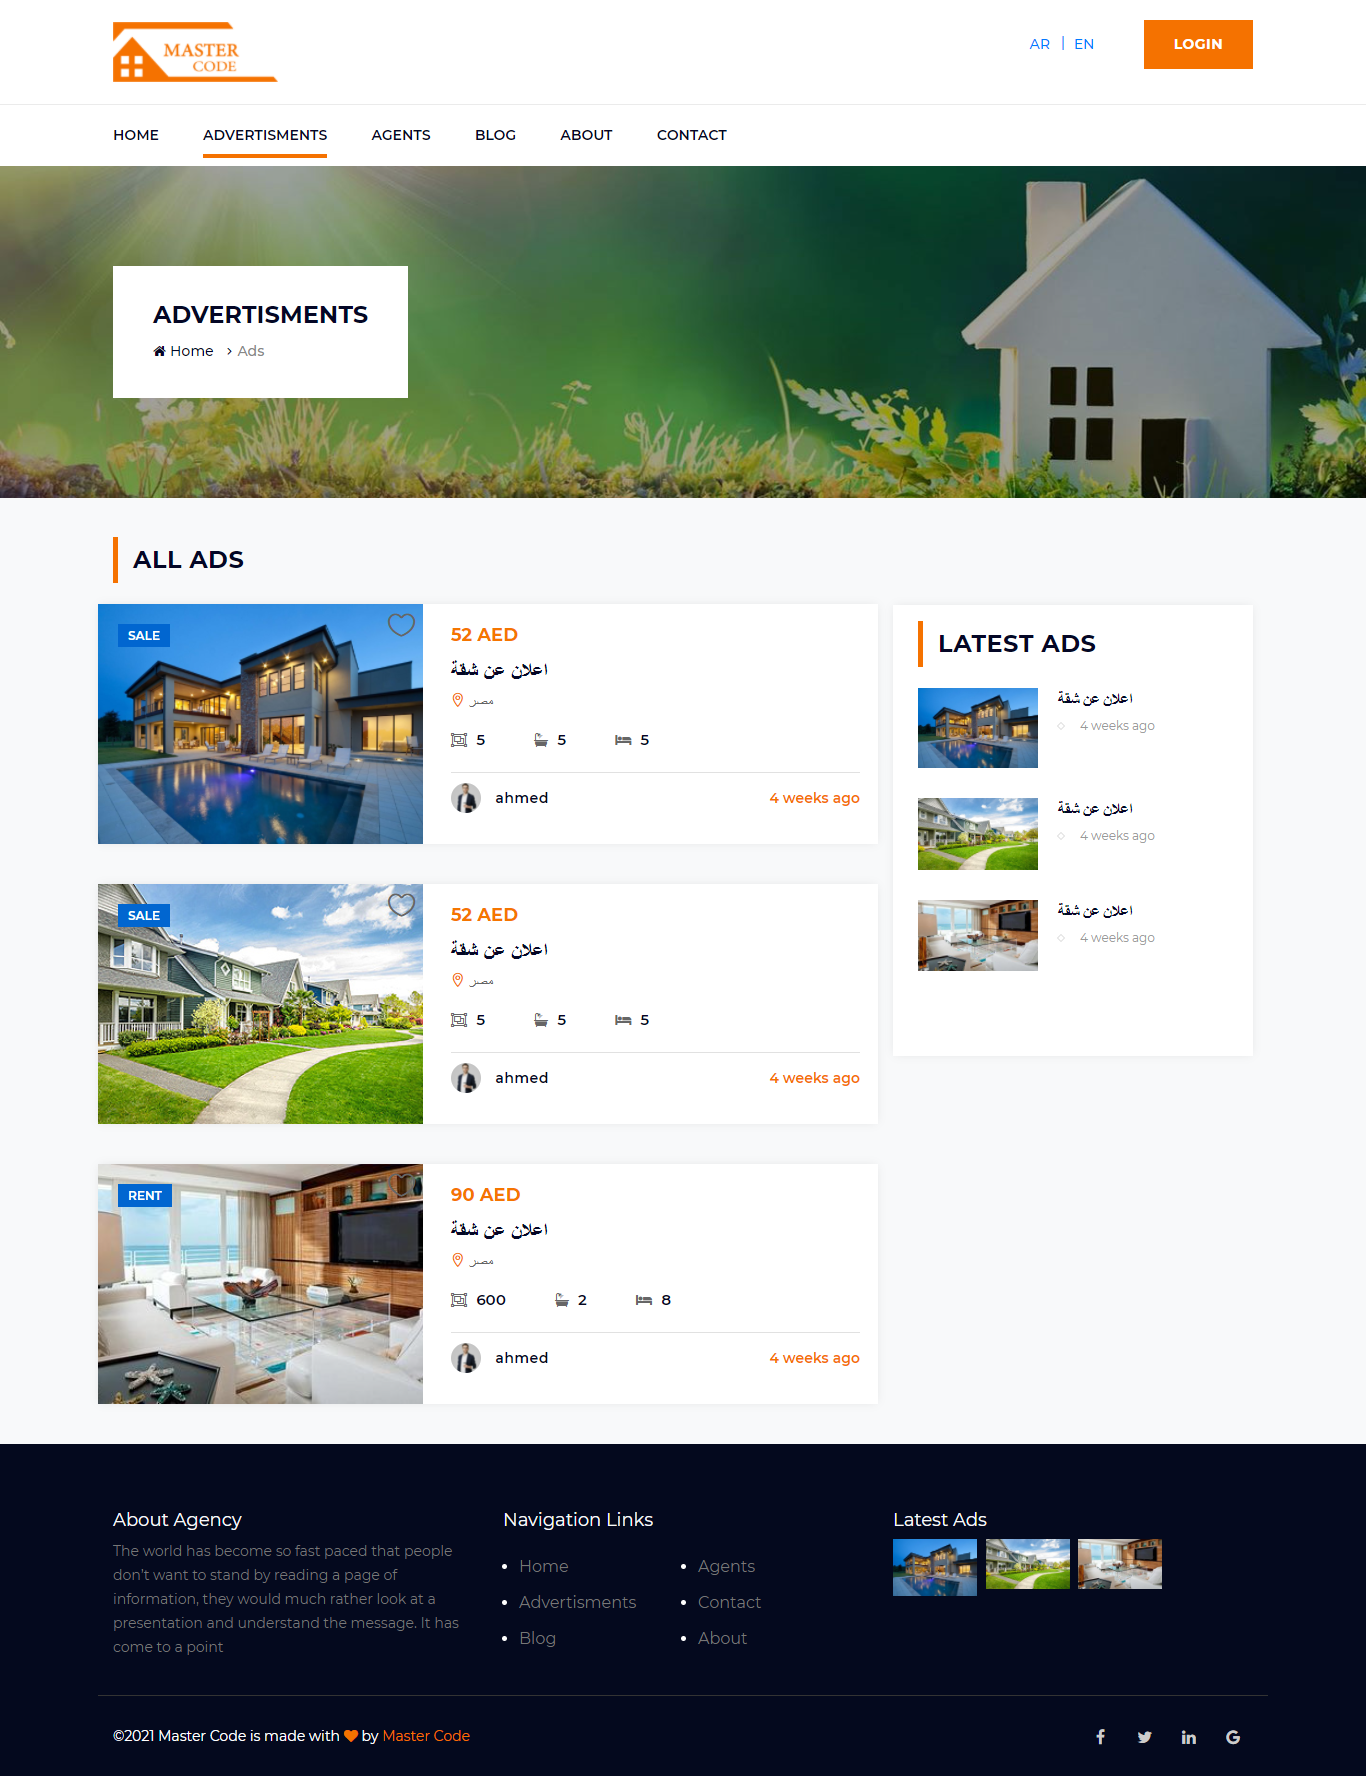 MASTER
CODE
AR | EN
LOGIN
HOME
ADVERTISMENTS
AGENTS
BLOG
ABOUT
CONTACT
ADVERTISMENTS
Home > Ads
ALL ADS
SALE
52 AED
اعلان عن شقة
مصر
5 5 5
ahmed
4 weeks ago
SALE
52 AED
اعلان عن شقة
مصر
5 5 5
ahmed
4 weeks ago
RENT
90 AED
اعلان عن شقة
مصر
600 2 8
ahmed
4 weeks ago
LATEST ADS
اعلان عن شقة
4 weeks ago
اعلان عن شقة
4 weeks ago
اعلان عن شقة
4 weeks ago
About Agency
The world has become so fast paced that people
don't want to stand by reading a page of
information, they would much rather look at a
presentation and understand the message. It has
come to a point
Navigation Links
Home
Advertisments
Blog
Agents
Contact
About
Latest Ads
©2021 Master Code is made with ❤ by Master Code